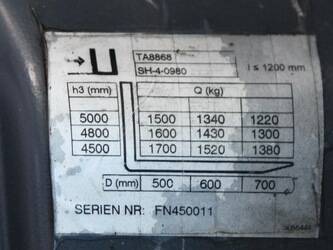 TA8868
SH-4-0980
l ≤ 1200 mm
h3 (mm) Q (kg)
5000 1500 1340 1220
4800 1600 1430 1300
4500 1700 1520 1380
D (mm) 500 600 700
SERIEN NR: FN450011